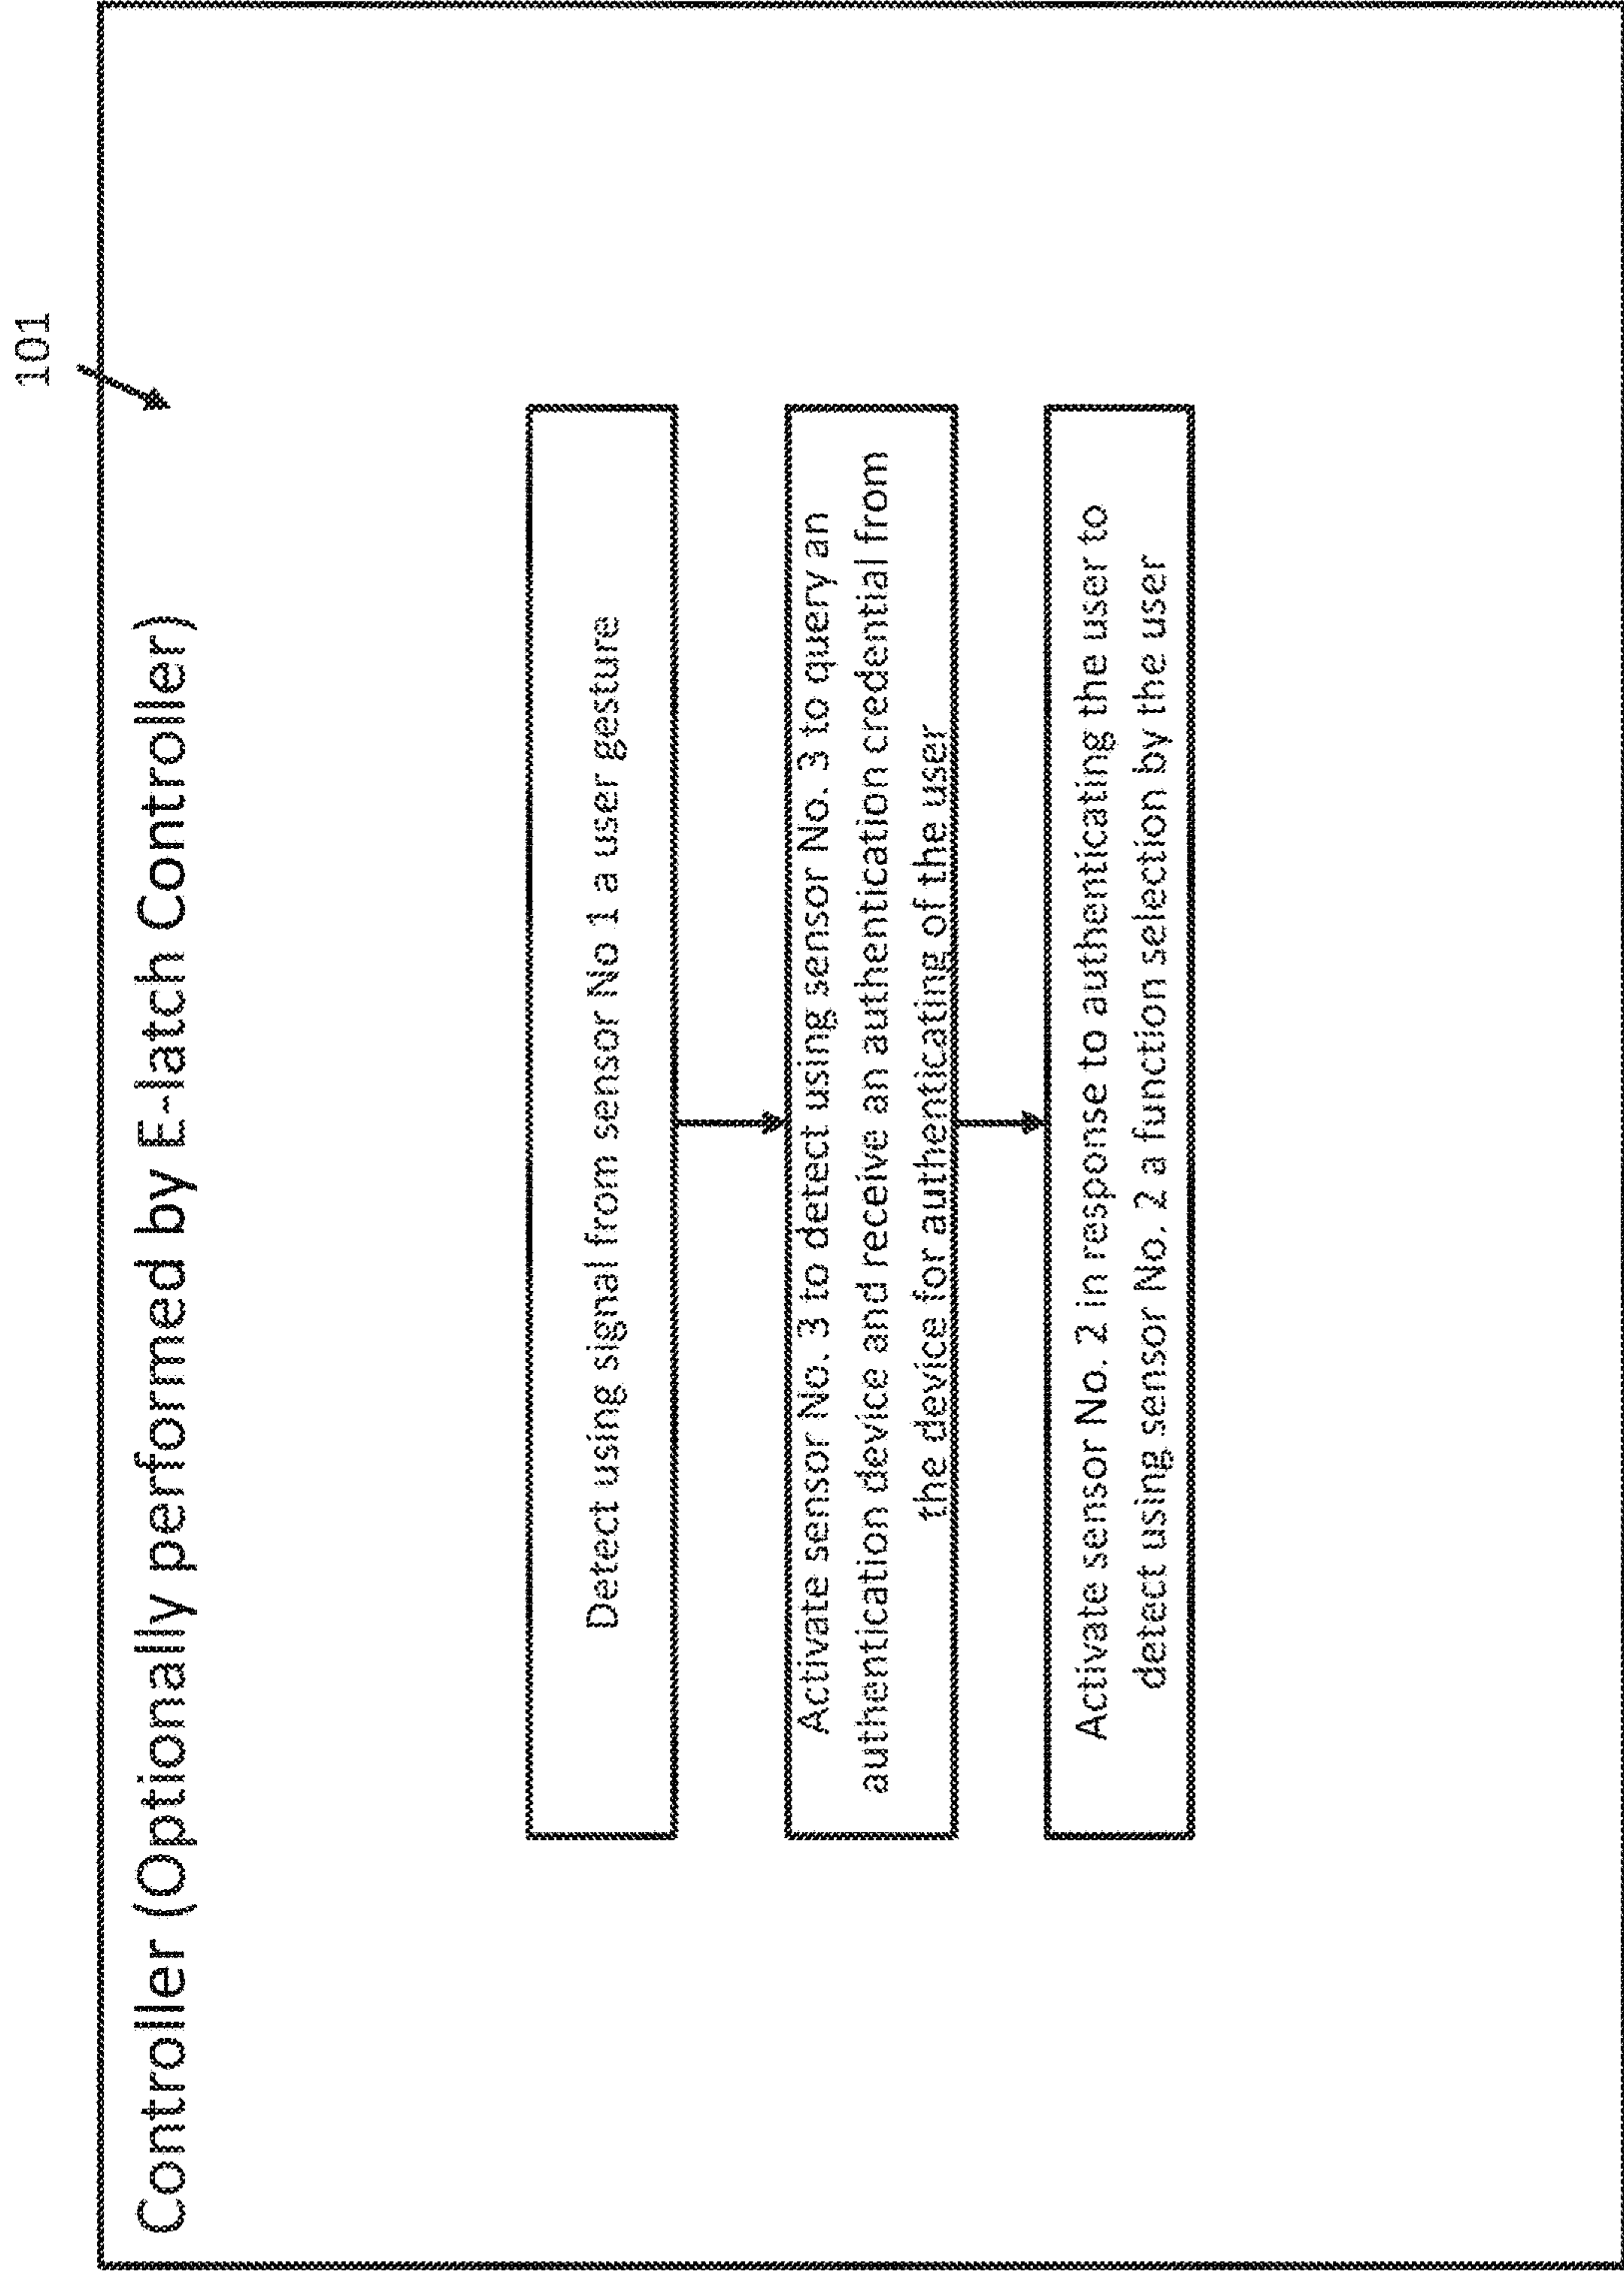 101
Controller (Optionally performed by E-latch Controller)
Detect using signal from sensor No 1 a user gesture
Activate sensor No. 3 to detect using sensor No. 3 to query an
authentication device and receive an authentication credential from
the device for authenticating of the user
Activate sensor No. 2 in response to authenticating the user to
detect using sensor No. 2 a function selection by the user